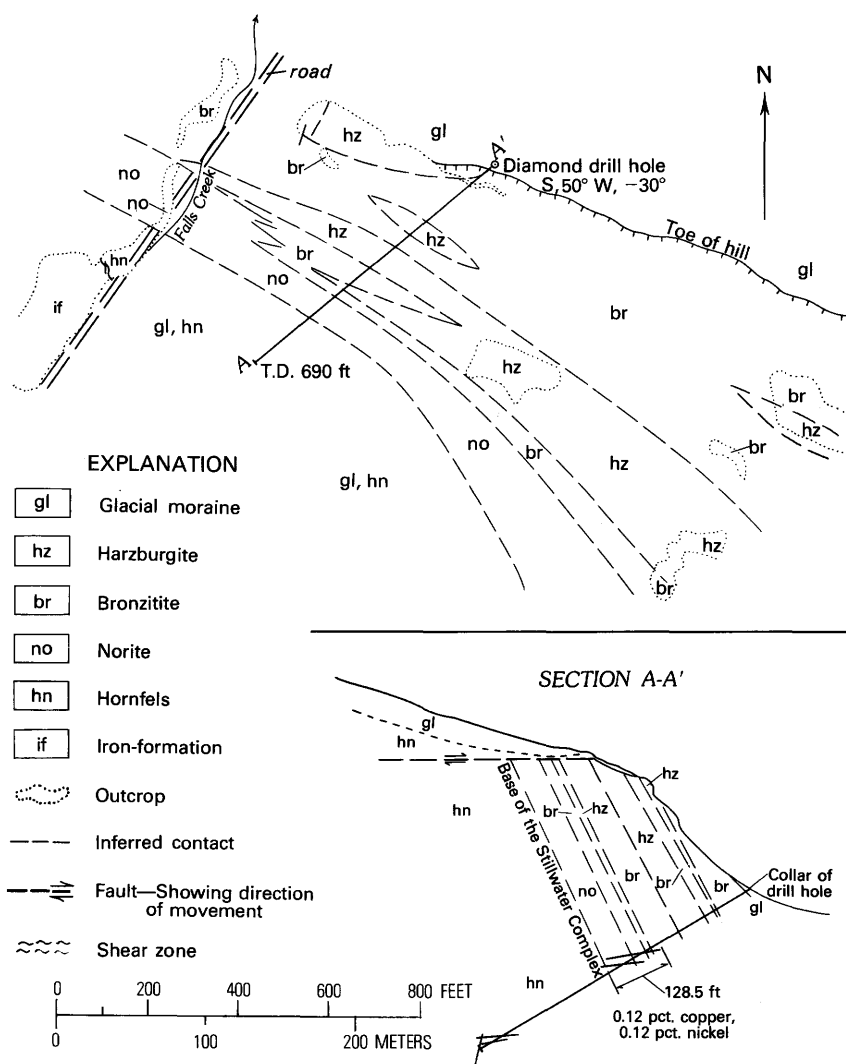 road
N
br
hz
gl
A'
Diamond drill hole
S, 50° W, −30°
br
no
no
Falls Creek
hz
hz
Toe of hill
hn
br
gl
no
if
br
gl, hn
A
T.D. 690 ft
hz
br
hz
br
no
br
hz
gl, hn
hz
br
EXPLANATION
gl Glacial moraine
hz Harzburgite
br Bronzitite
no Norite
hn Hornfels
if Iron-formation
Outcrop
Inferred contact
Fault—Showing direction
of movement
Shear zone
0 200 400 600 800 FEET
0 100 200 METERS
SECTION A-A'
gl
hn
hz
hn
Base of the Stillwater Complex
br
hz
hz
no
br
br
br
Collar of
drill hole
gl
hn
128.5 ft
0.12 pct. copper,
0.12 pct. nickel